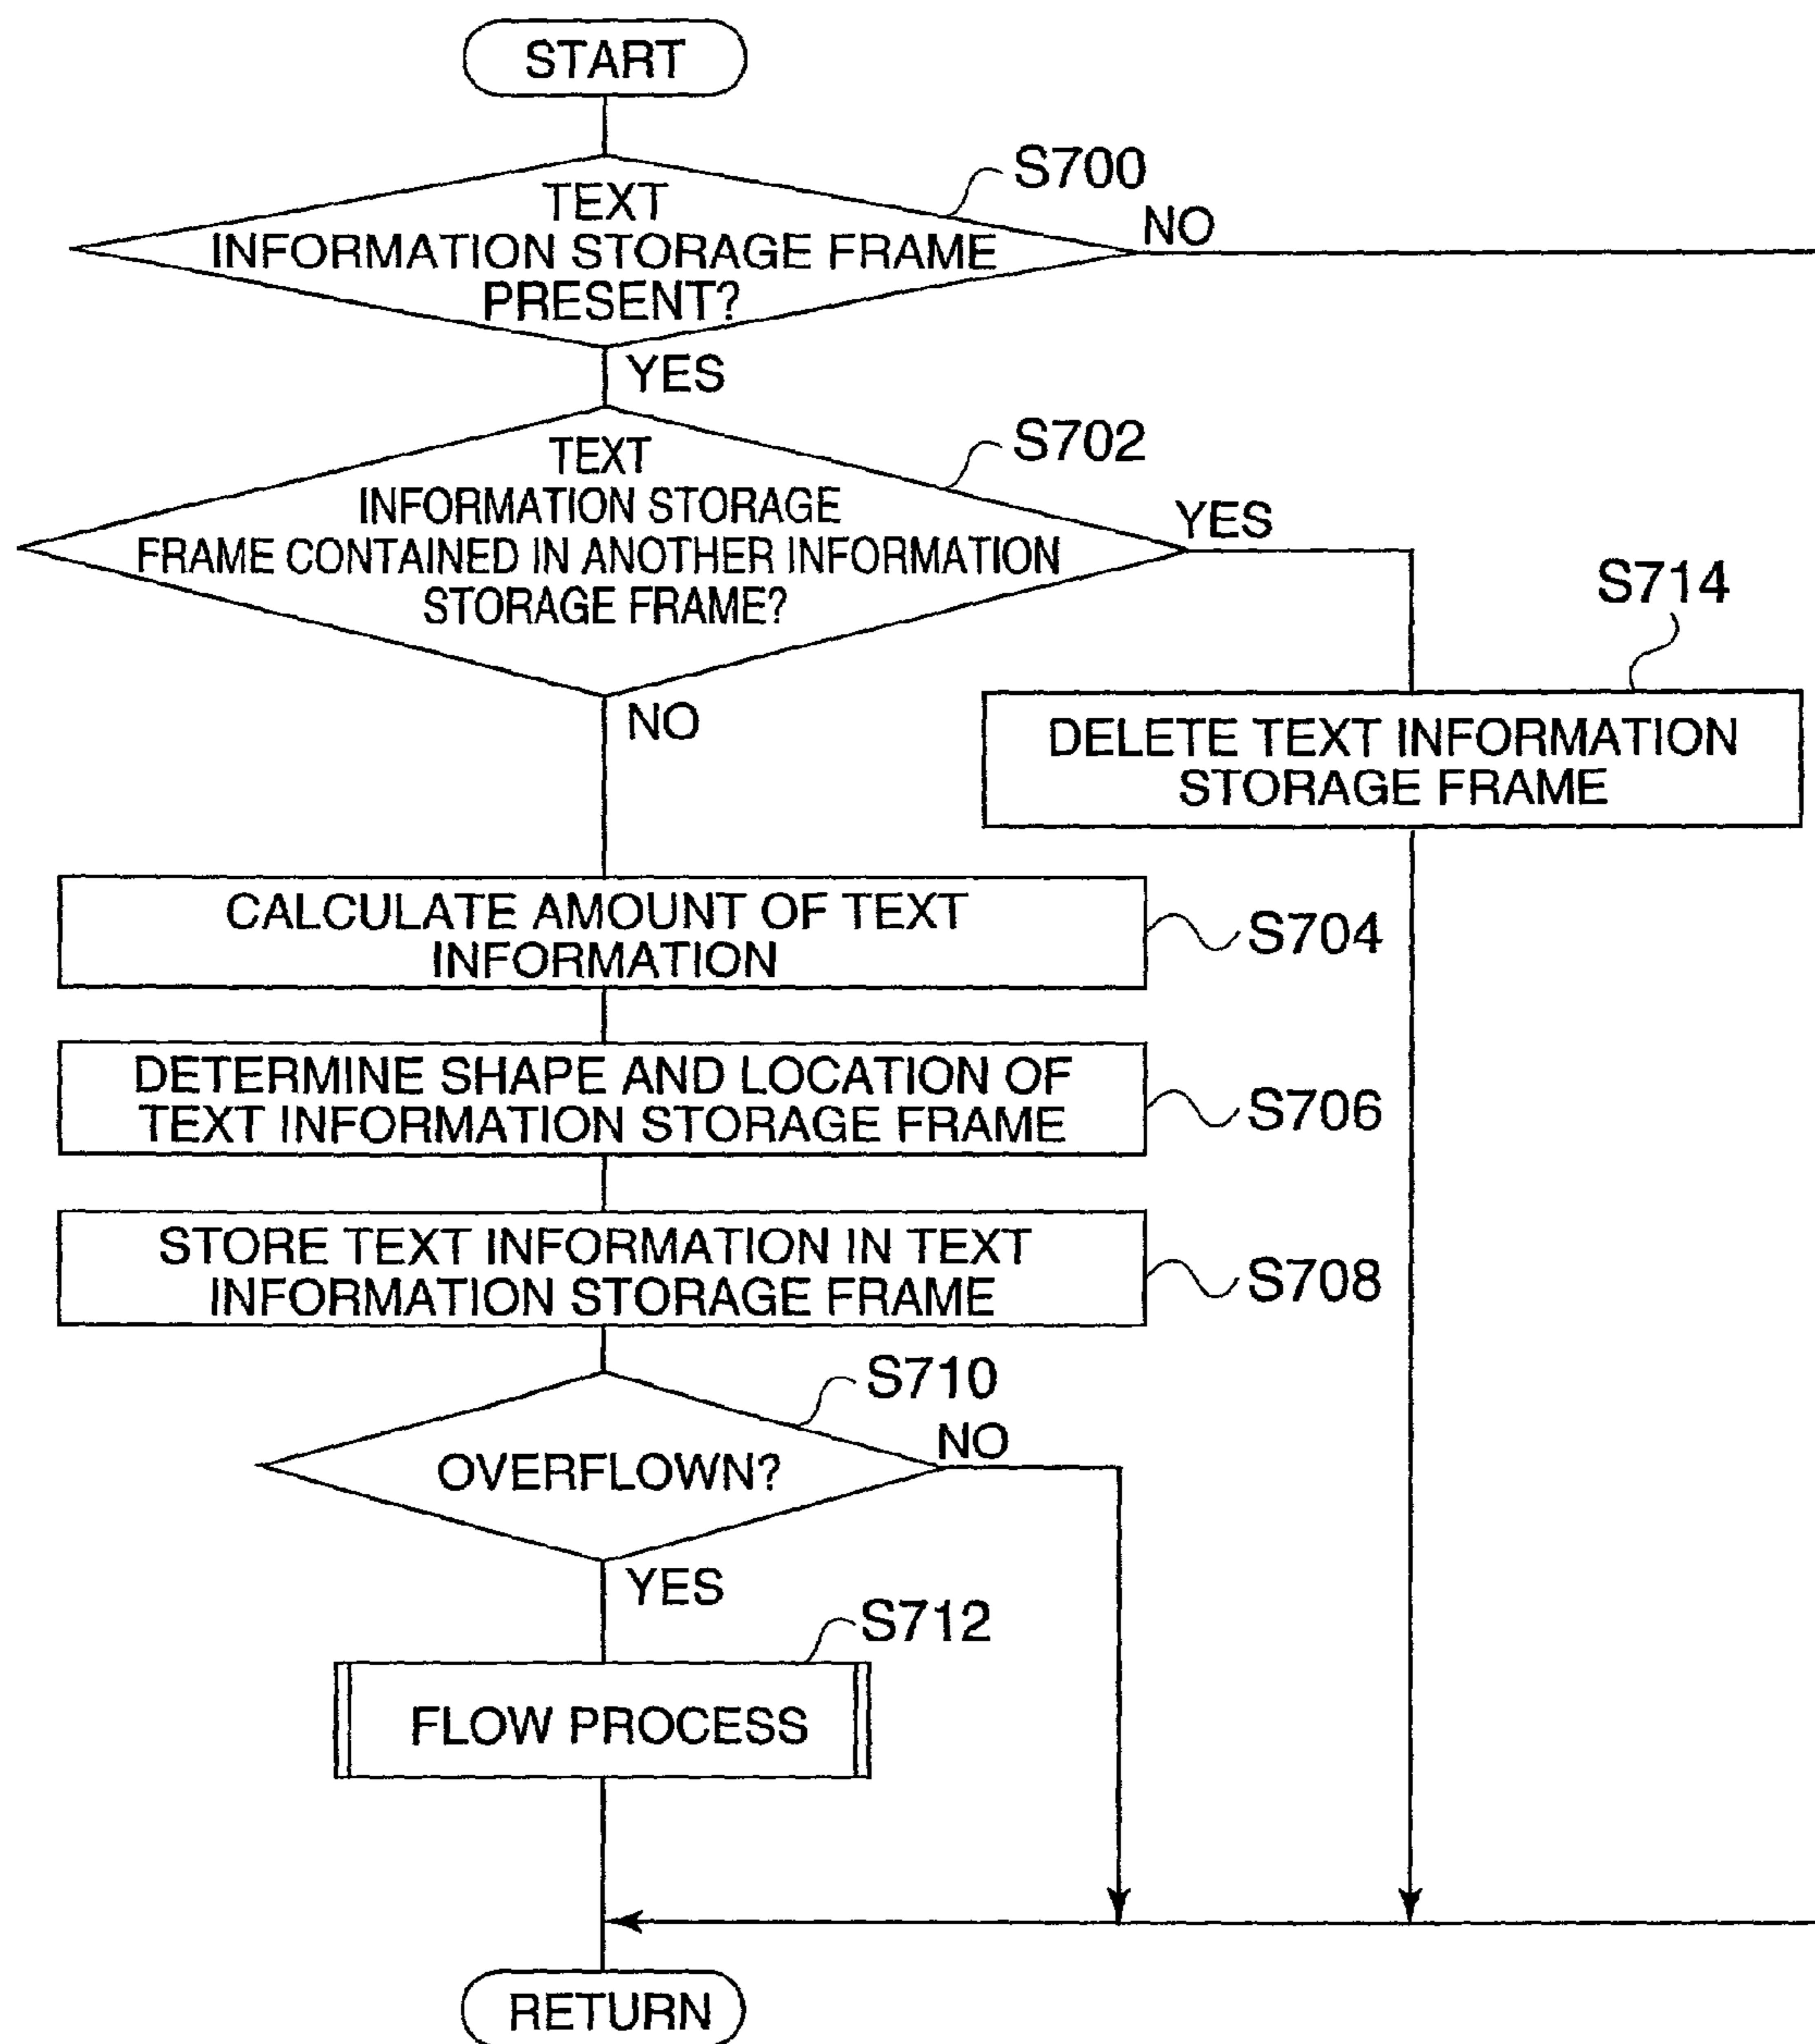 START
S700
TEXT
INFORMATION STORAGE FRAME
PRESENT?
NO
YES
S702
TEXT
INFORMATION STORAGE
FRAME CONTAINED IN ANOTHER INFORMATION
STORAGE FRAME?
YES
NO
S714
DELETE TEXT INFORMATION
STORAGE FRAME
CALCULATE AMOUNT OF TEXT
INFORMATION
S704
DETERMINE SHAPE AND LOCATION OF
TEXT INFORMATION STORAGE FRAME
S706
STORE TEXT INFORMATION IN TEXT
INFORMATION STORAGE FRAME
S708
S710
OVERFLOWN?
NO
YES
S712
FLOW PROCESS
RETURN